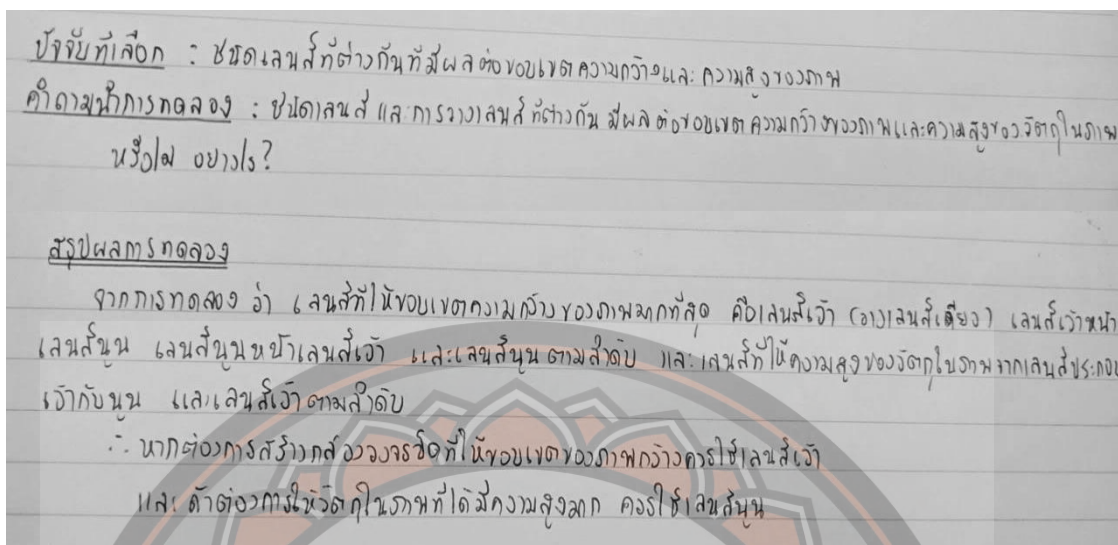 ปัจจัยที่เลือก : ชนิดเลนส์ที่ต่างกันที่มีผลต่อขอบเขตความกว้างและความสูงของภาพ
คำถามนำการทดลอง : ชนิดเลนส์ และการวางเลนส์ที่ต่างกัน มีผลต่อขอบเขตความกว้างของภาพและความสูงของวัตถุในภาพ
หรือไม่ อย่างไร?
สรุปผลการทดลอง
จากการทดลอง ว่า เลนส์ที่ให้ขอบเขตความกว้างของภาพมากที่สุด คือเลนส์เว้า (วางเลนส์เดียว) เลนส์เว้าหน้า
เลนส์นูน เลนส์นูนหน้าเลนส์เว้า และเลนส์นูนตามลำดับ และเลนส์ที่ให้ความสูงของวัตถุในภาพจากเลนส์ประกอบ
เว้ากับนูน และเลนส์เว้าตามลำดับ
∴ หากต้องการสร้างกล้องวงจรปิดที่ให้ขอบเขตของภาพกว้างควรใช้เลนส์เว้า
และถ้าต้องการให้วัตถุในภาพที่ได้มีความสูงมาก ควรใช้เลนส์นูน